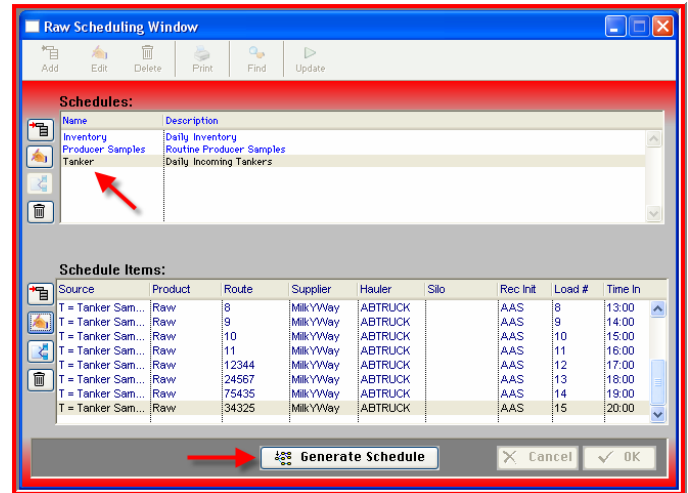 Raw Scheduling Window
Add Edit Delete Print Find Update
Schedules:
Name Description
Inventory Daily Inventory
Producer Samples Routine Producer Samples
Tanker Daily Incoming Tankers
Schedule Items:
Source Product Route Supplier Hauler Silo Rec Init Load # Time In
T = Tanker Sam... Raw 8 MilkYWay ABTRUCK AAS 8 13:00
T = Tanker Sam... Raw 9 MilkYWay ABTRUCK AAS 9 14:00
T = Tanker Sam... Raw 10 MilkYWay ABTRUCK AAS 10 15:00
T = Tanker Sam... Raw 11 MilkYWay ABTRUCK AAS 11 16:00
T = Tanker Sam... Raw 12344 MilkYWay ABTRUCK AAS 12 17:00
T = Tanker Sam... Raw 24567 MilkYWay ABTRUCK AAS 13 18:00
T = Tanker Sam... Raw 75435 MilkYWay ABTRUCK AAS 14 19:00
T = Tanker Sam... Raw 34325 MilkYWay ABTRUCK AAS 15 20:00
Generate Schedule Cancel OK